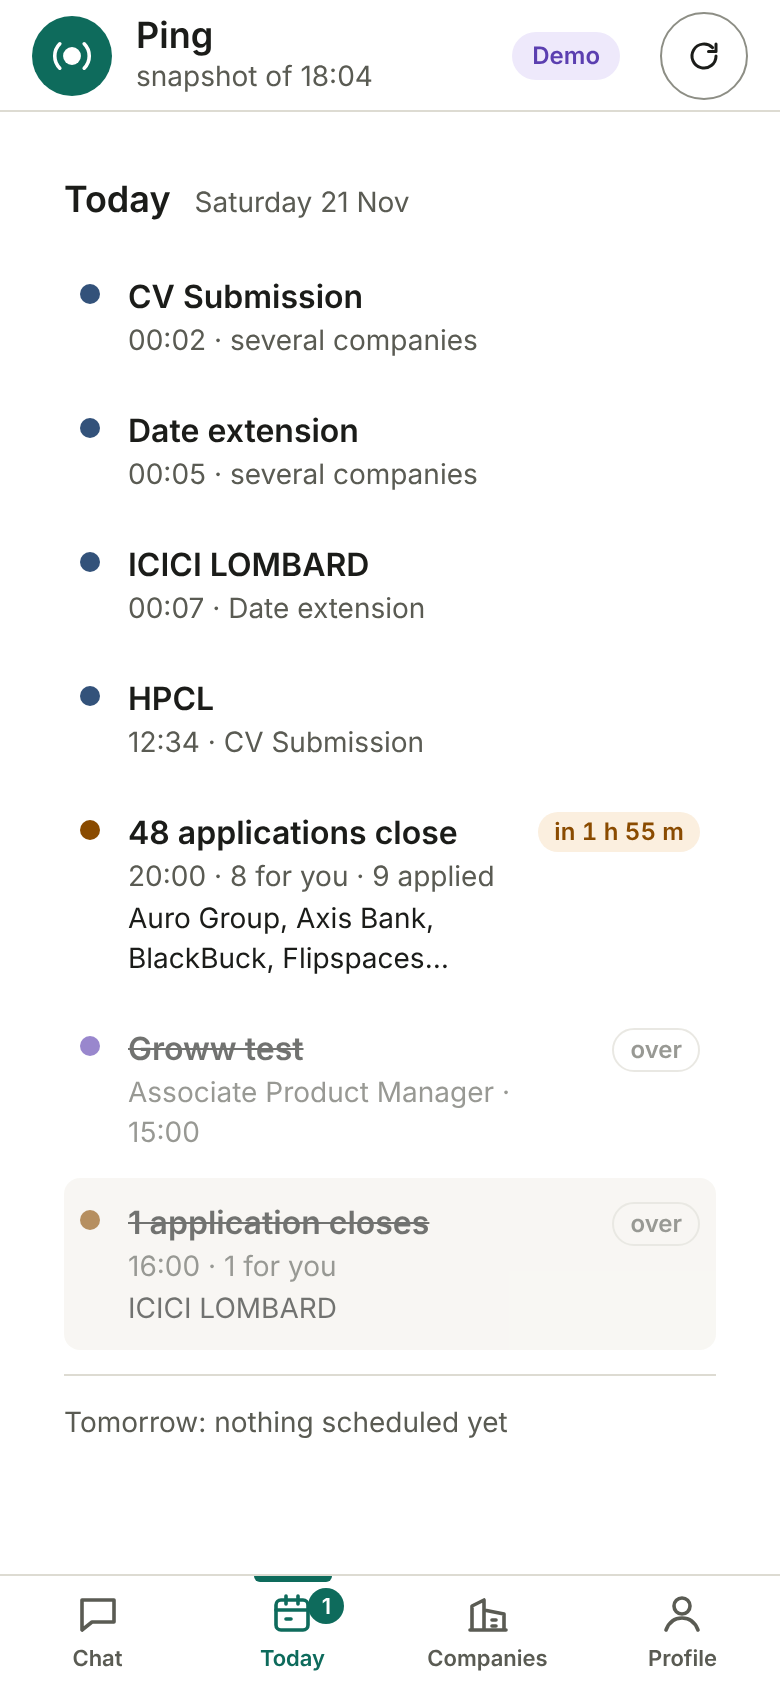 Ping
snapshot of 18:04
Demo
Today Saturday 21 Nov
CV Submission
00:02 · several companies
Date extension
00:05 · several companies
ICICI LOMBARD
00:07 · Date extension
HPCL
12:34 · CV Submission
48 applications close in 1 h 55 m
20:00 · 8 for you · 9 applied
Auro Group, Axis Bank,
BlackBuck, Flipspaces...
Groww test over
Associate Product Manager ·
15:00
1 application closes over
16:00 · 1 for you
ICICI LOMBARD
Tomorrow: nothing scheduled yet
1
Chat Today Companies Profile